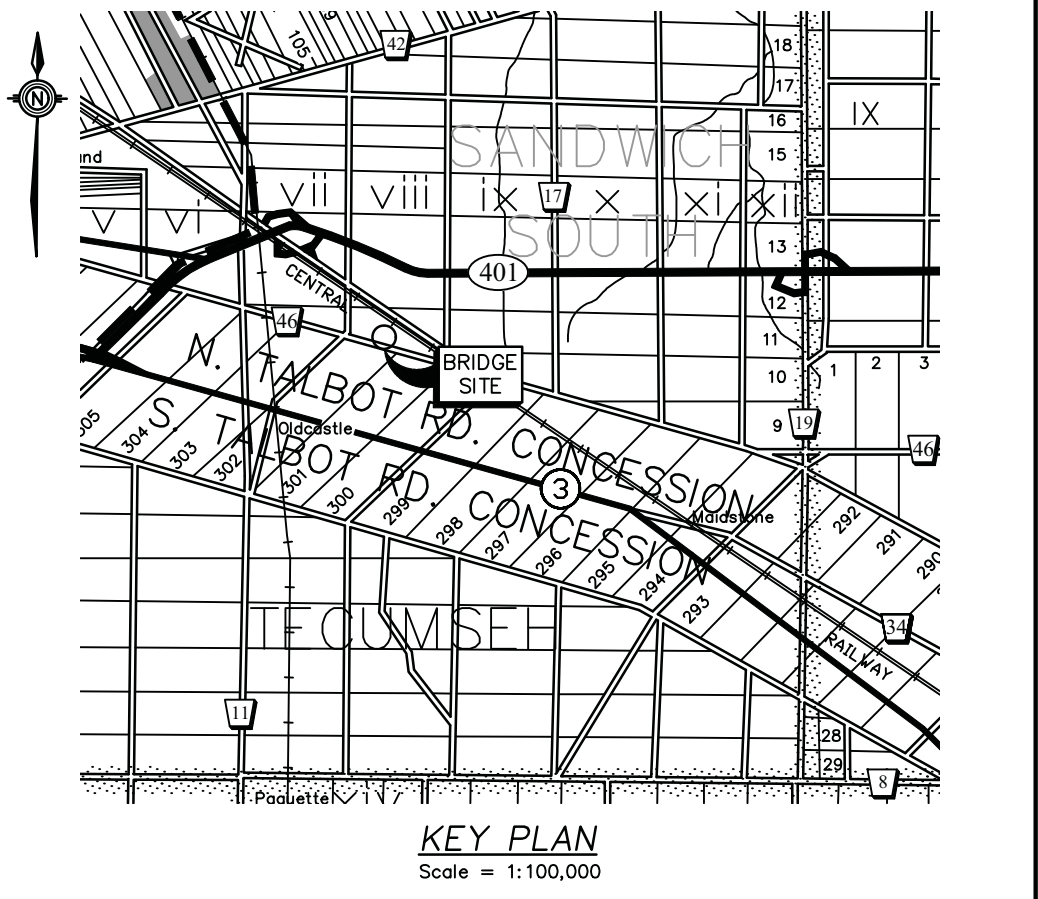 42
105
18
17
16
15
IX
N
SANDWICH
17
vii viii ix x xi xii
v vi
SOUTH
13
401
12
CENTRAL
46
11
BRIDGE
SITE
10
1 2 3
N. TALBOT RD. CONCESSION
9
19
46
Oldcastle
S. TALBOT RD. CONCESSION
3
Maidstone
304
303
302
301
300
299
298
297
296
295
294
293
292
291
290
TECUMSEH
34
RAILWAY
11
28
29
8
Paquette
KEY PLAN
Scale = 1:100,000